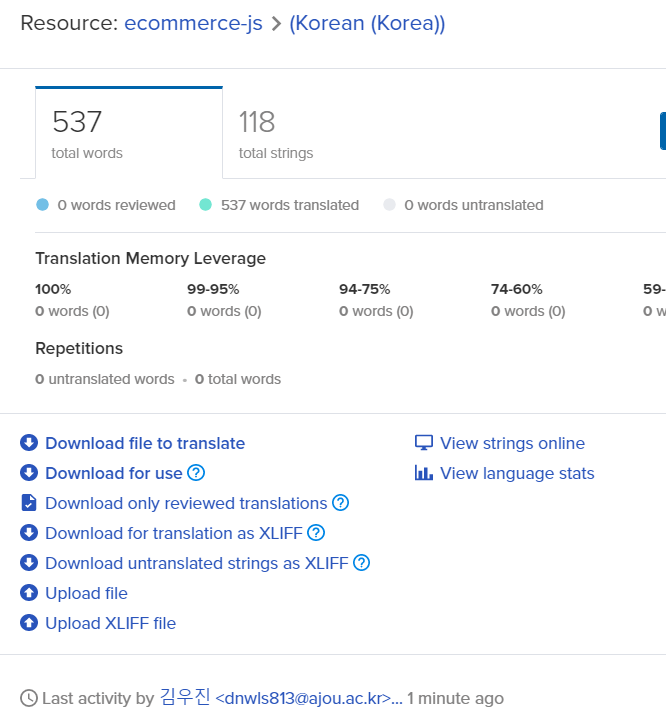 Resource: ecommerce-js > (Korean (Korea))
537 118
total words total strings
0 words reviewed 537 words translated 0 words untranslated
Translation Memory Leverage
100% 99-95% 94-75% 74-60% 59-
0 words (0) 0 words (0) 0 words (0) 0 words (0) 0 w
Repetitions
0 untranslated words • 0 total words
Download file to translate View strings online
Download for use ? View language stats
Download only reviewed translations ?
Download for translation as XLIFF ?
Download untranslated strings as XLIFF ?
Upload file
Upload XLIFF file
Last activity by 김우진 <dnwls813@ajou.ac.kr>... 1 minute ago